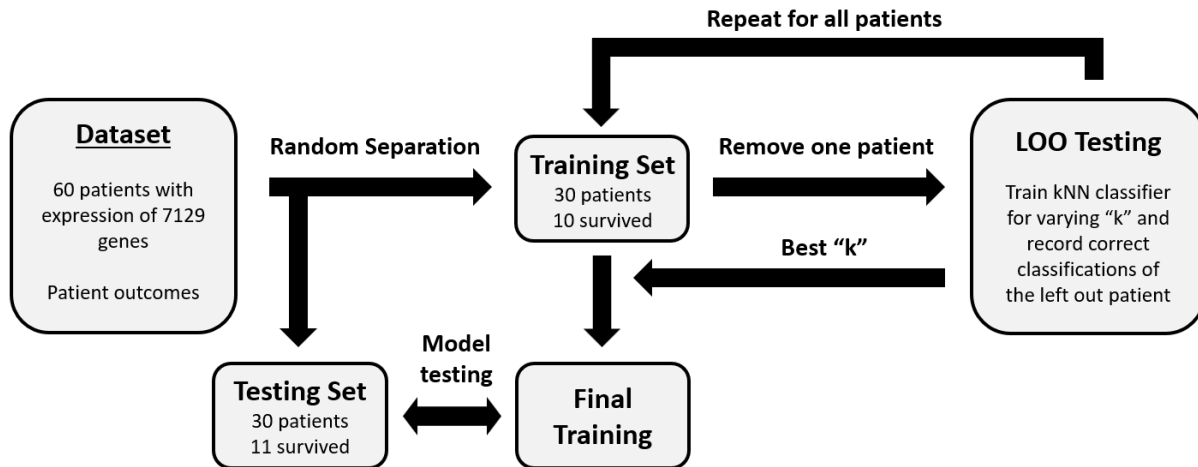 Repeat for all patients
Dataset
60 patients with
expression of 7129
genes
Patient outcomes
Random Separation
Training Set
30 patients
10 survived
Remove one patient
LOO Testing
Train kNN classifier
for varying “k” and
record correct
classifications of
the left out patient
Best “k”
Testing Set
30 patients
11 survived
Model
testing
Final
Training